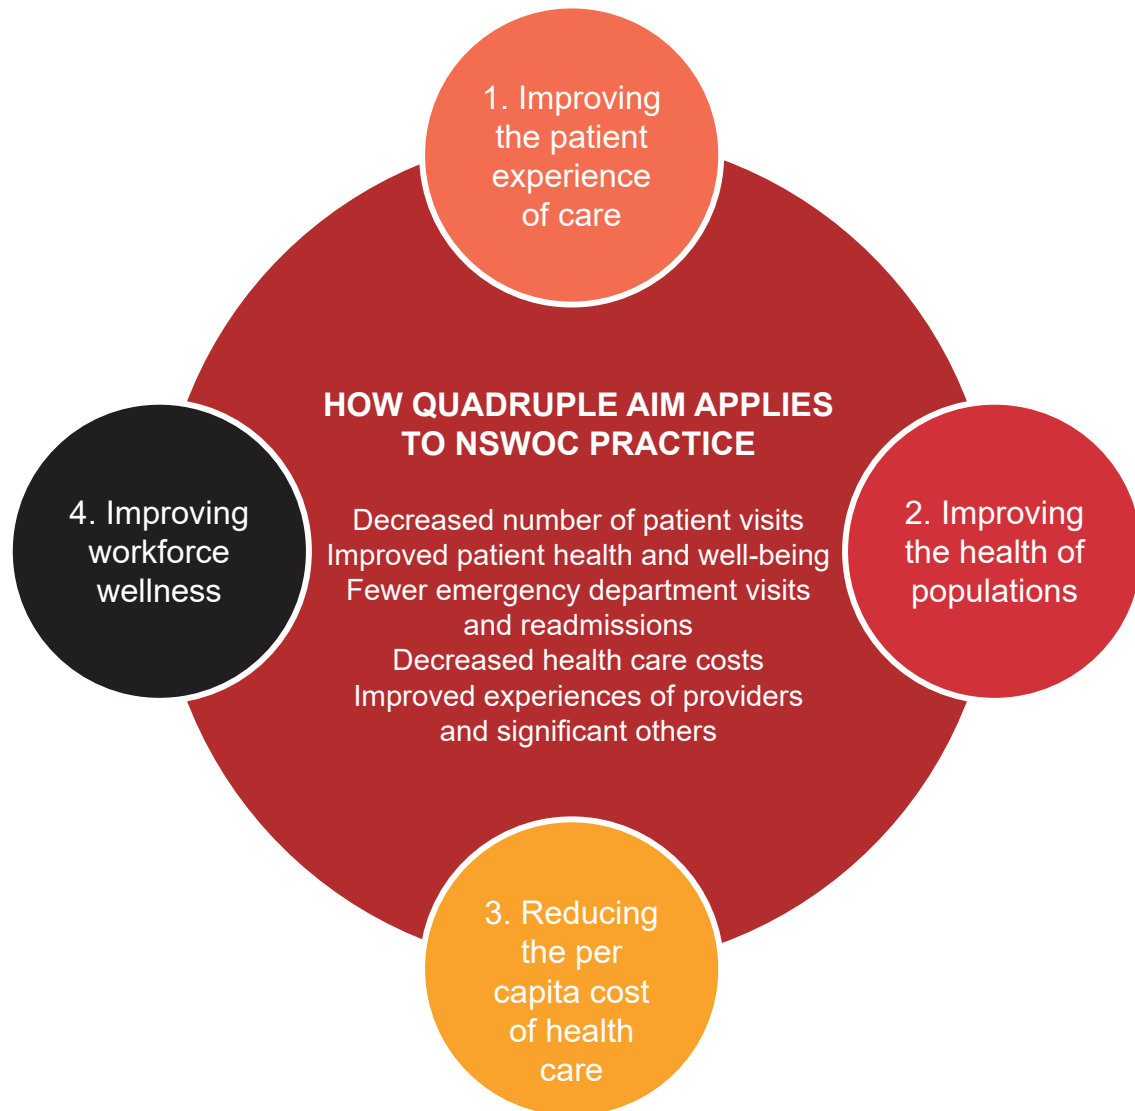 1. Improving
the patient
experience
of care
HOW QUADRUPLE AIM APPLIES
TO NSWOC PRACTICE
Decreased number of patient visits
Improved patient health and well-being
Fewer emergency department visits
and readmissions
Decreased health care costs
Improved experiences of providers
and significant others
2. Improving
the health of
populations
3. Reducing
the per
capita cost
of health
care
4. Improving
workforce
wellness